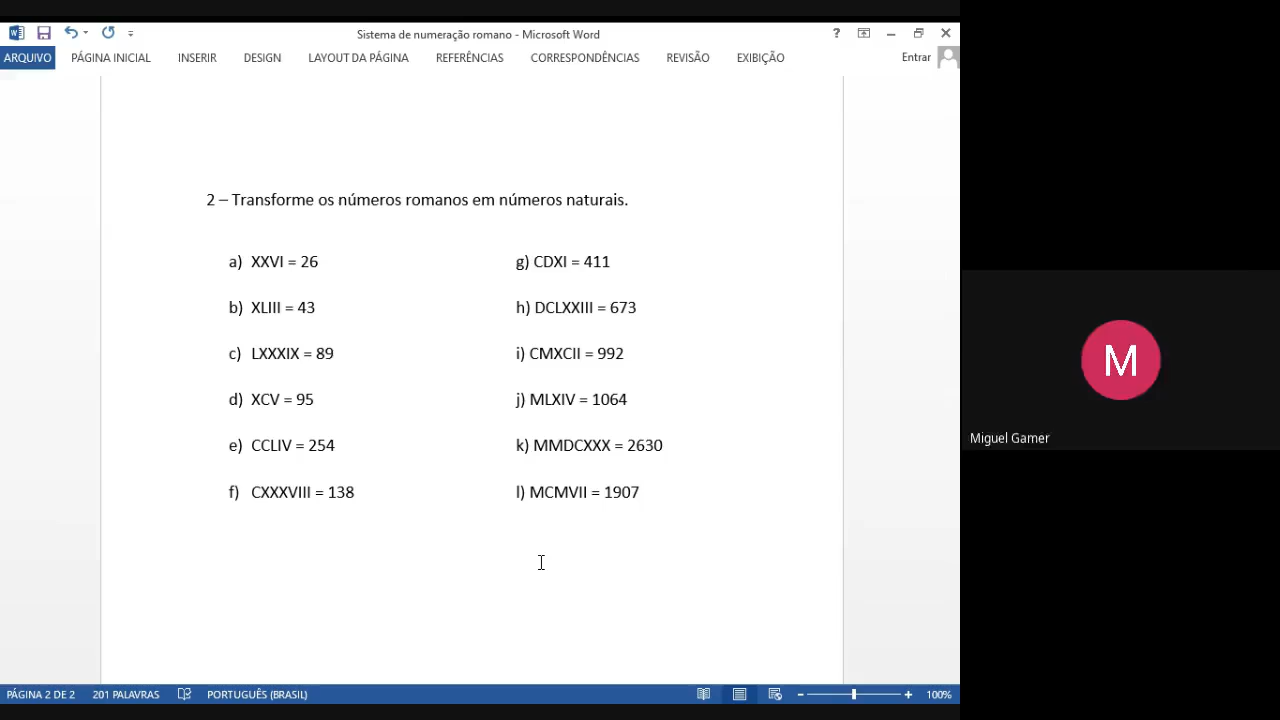 Sistema de numeração romano - Microsoft Word
?
ARQUIVO PÁGINA INICIAL INSERIR DESIGN LAYOUT DA PÁGINA REFERÊNCIAS CORRESPONDÊNCIAS REVISÃO EXIBIÇÃO Entrar
2 – Transforme os números romanos em números naturais.
a) XXVI = 26
b) XLIII = 43
c) LXXXIX = 89
d) XCV = 95
e) CCLIV = 254
f) CXXXVIII = 138
g) CDXI = 411
h) DCLXXIII = 673
i) CMXCII = 992
j) MLXIV = 1064
k) MMDCXXX = 2630
l) MCMVII = 1907
M
Miguel Gamer
PÁGINA 2 DE 2 201 PALAVRAS PORTUGUÊS (BRASIL) 100%